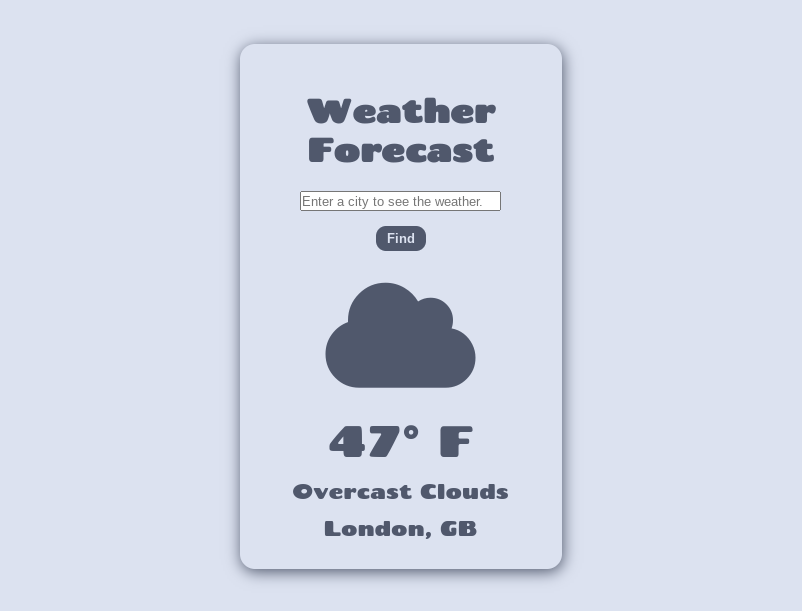 Weather
Forecast
Enter a city to see the weather.
Find
47° F
Overcast Clouds
London, GB